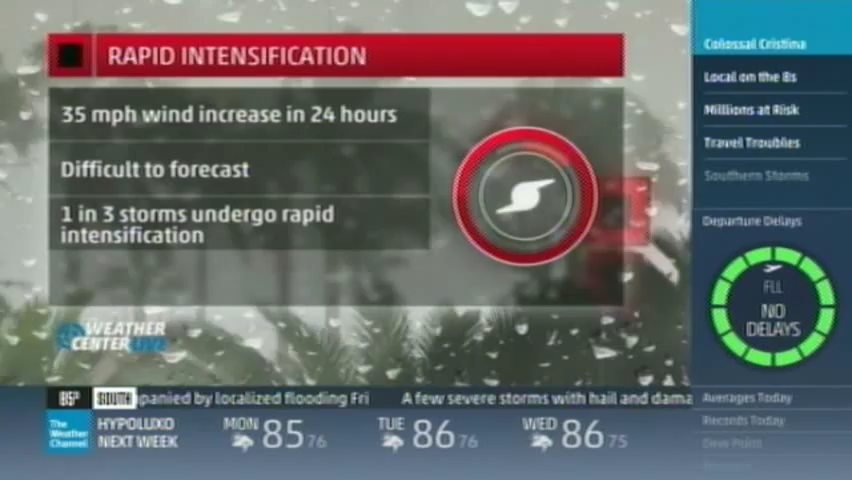 RAPID INTENSIFICATION
35 mph wind increase in 24 hours
Difficult to forecast
1 in 3 storms undergo rapid
intensification
WEATHER
CENTER LIVE
Colossal Cristina
Local on the 8s
Millions at Risk
Travel Troubles
Southern Storms
Departure Delays
FLL
NO
DELAYS
Averages Today
Records Today
Dew Point
85° SOUTH panied by localized flooding Fri A few severe storms with hail and dama
The
Weather
Channel
HYPOLUXO
NEXT WEEK
MON 85 76
TUE 86 76
WED 86 75